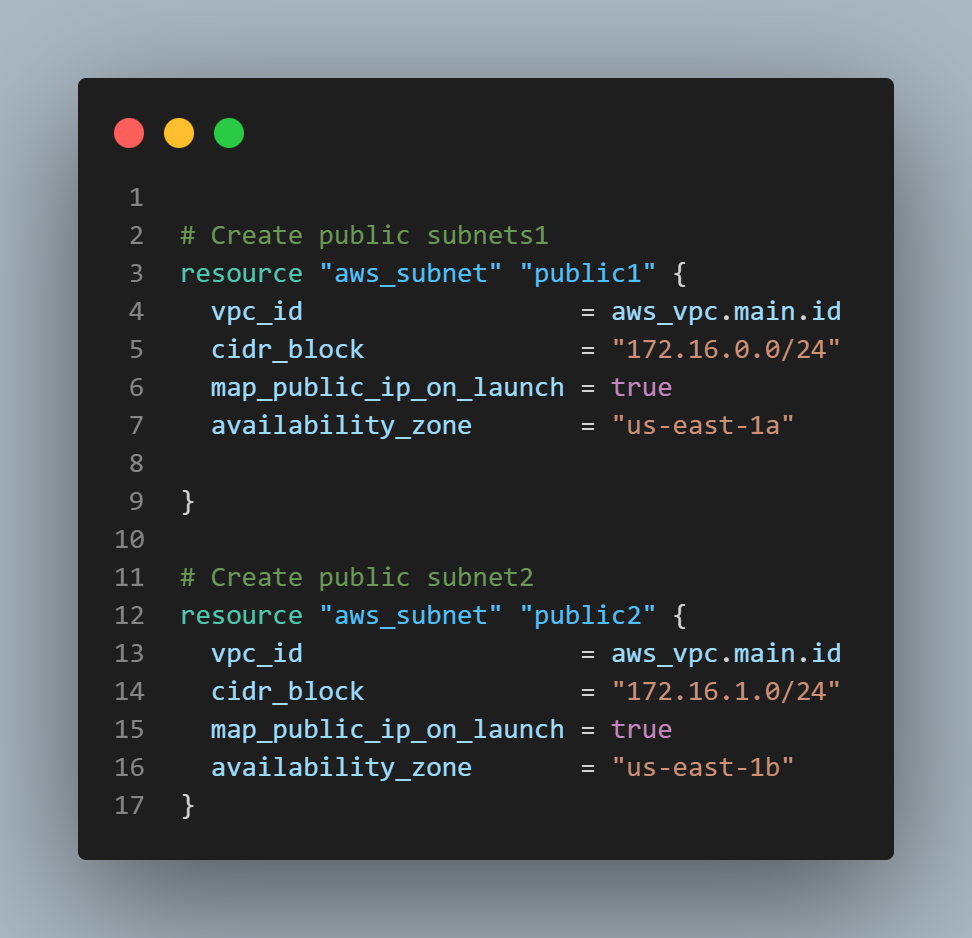 1
2 # Create public subnets1
3 resource "aws_subnet" "public1" {
4   vpc_id                  = aws_vpc.main.id
5   cidr_block              = "172.16.0.0/24"
6   map_public_ip_on_launch = true
7   availability_zone       = "us-east-1a"
8
9 }
10
11 # Create public subnet2
12 resource "aws_subnet" "public2" {
13   vpc_id                  = aws_vpc.main.id
14   cidr_block              = "172.16.1.0/24"
15   map_public_ip_on_launch = true
16   availability_zone       = "us-east-1b"
17 }